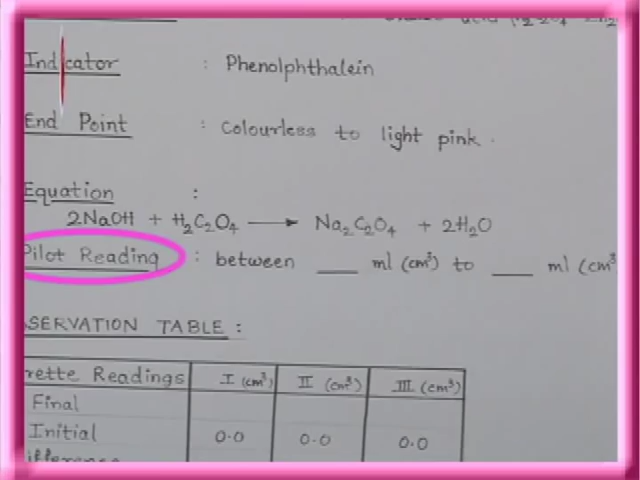 Indicator : Phenolphthalein
End Point : Colourless to light pink.
Equation :
2NaOH + H₂C₂O₄ ⟶ Na₂C₂O₄ + 2H₂O
Pilot Reading : between ___ ml (cm³) to ___ ml (cm³
SERVATION TABLE :
rette Readings I (cm³) II (cm³) III (cm³)
Final
Initial 0.0 0.0 0.0